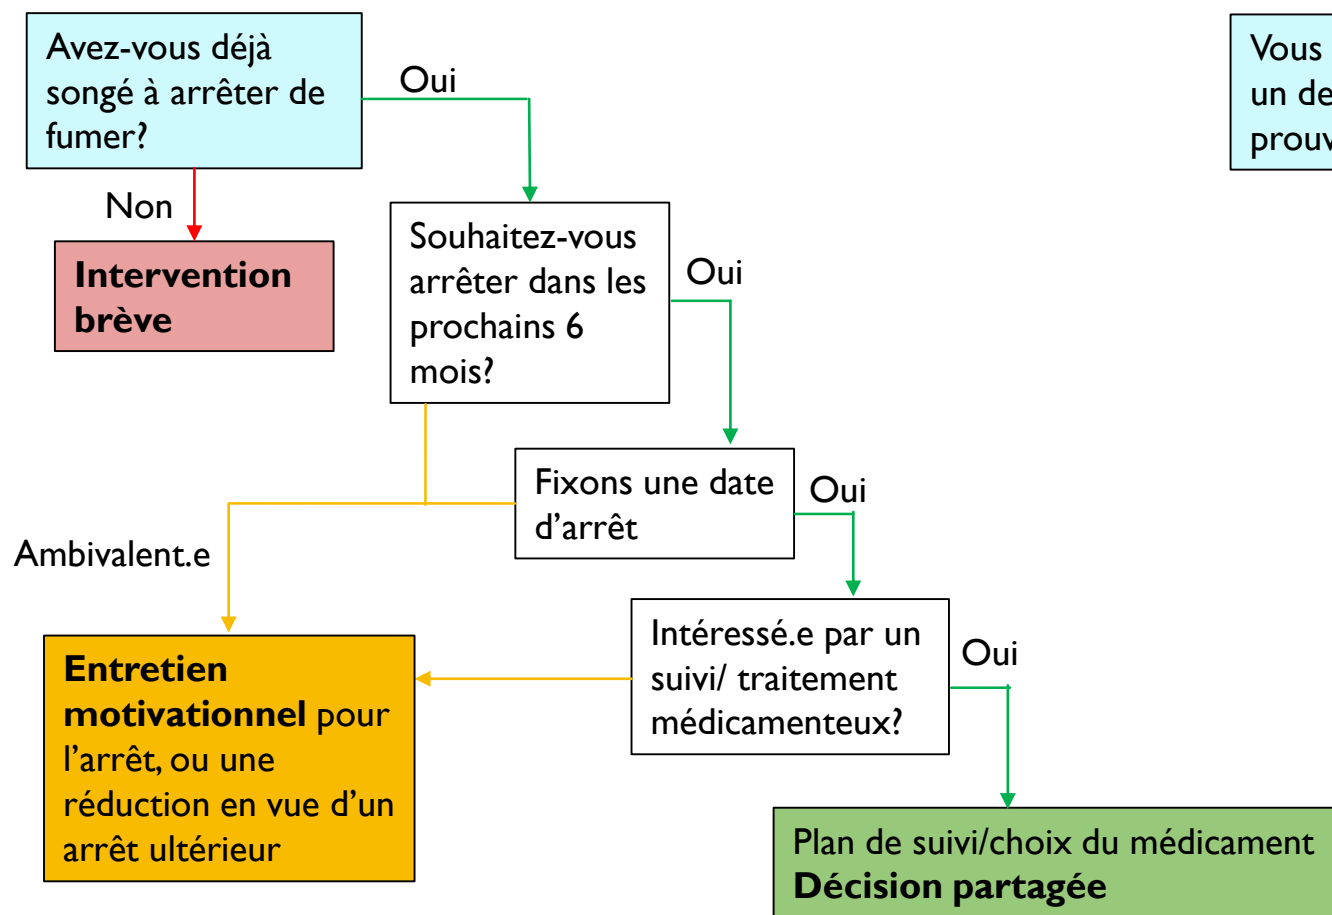 Avez-vous déjà
songé à arrêter de
fumer?
Oui
Vous
un de
prouv
Non
Intervention
brève
Souhaitez-vous
arrêter dans les
prochains 6
mois?
Oui
Fixons une date
d’arrêt
Oui
Ambivalent.e
Entretien
motivationnel pour
l’arrêt, ou une
réduction en vue d’un
arrêt ultérieur
Intéressé.e par un
suivi/ traitement
médicamenteux?
Oui
Plan de suivi/choix du médicament
Décision partagée